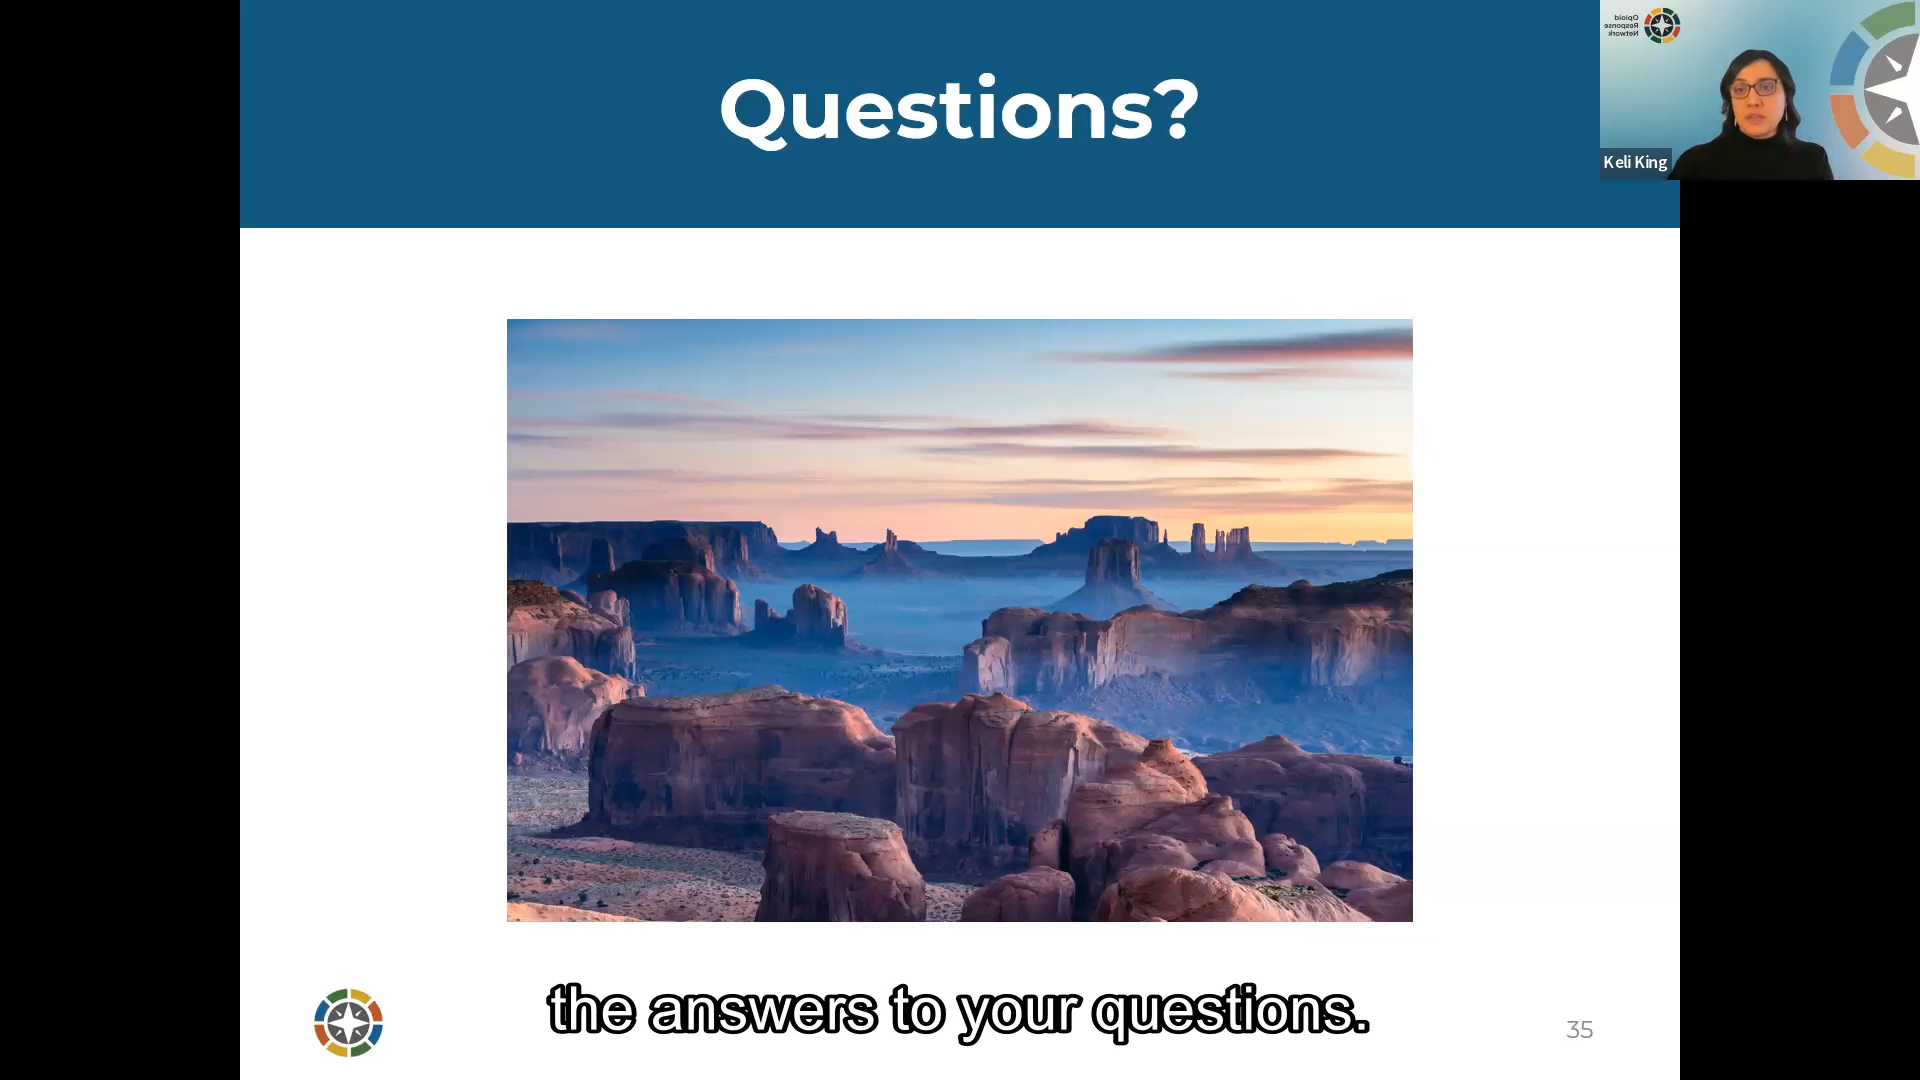 Questions?
Opioid
Response
Network
Keli King
the answers to your questions.
35